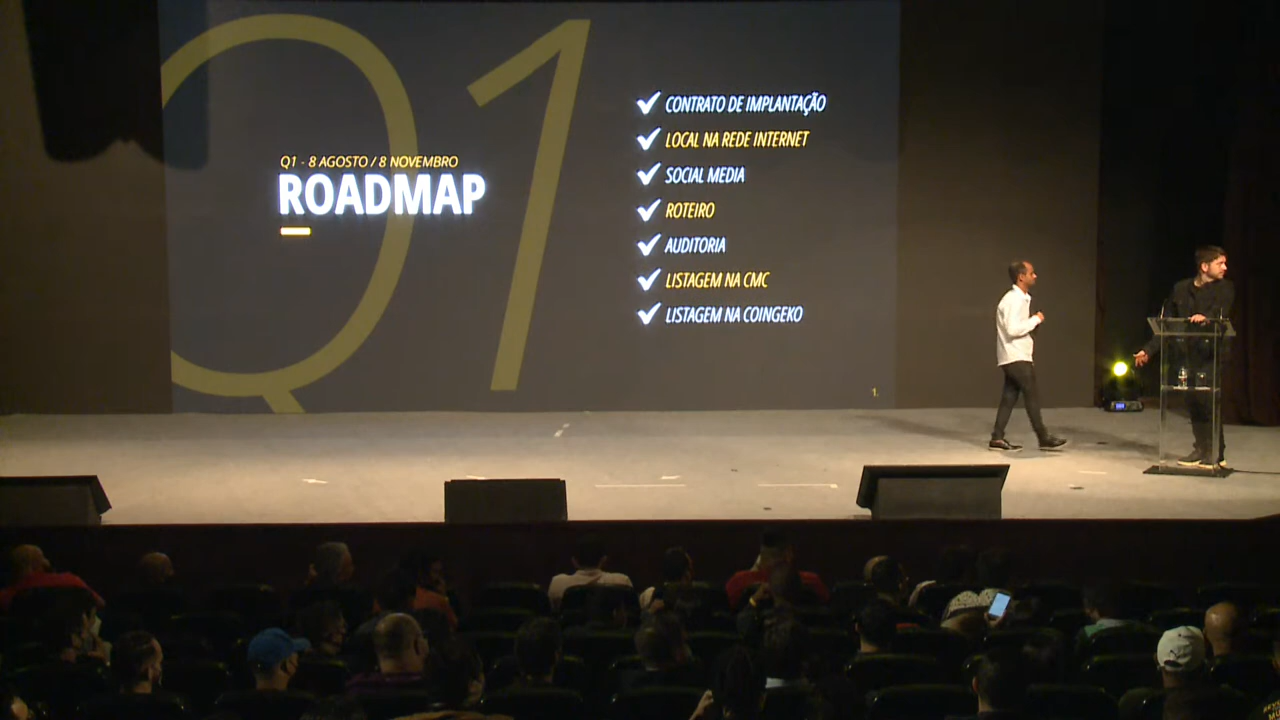 Q1
Q1 - 8 AGOSTO / 8 NOVEMBRO
ROADMAP
CONTRATO DE IMPLANTAÇÃO
LOCAL NA REDE INTERNET
SOCIAL MEDIA
ROTEIRO
AUDITORIA
LISTAGEM NA CMC
LISTAGEM NA COINGEKO
1.